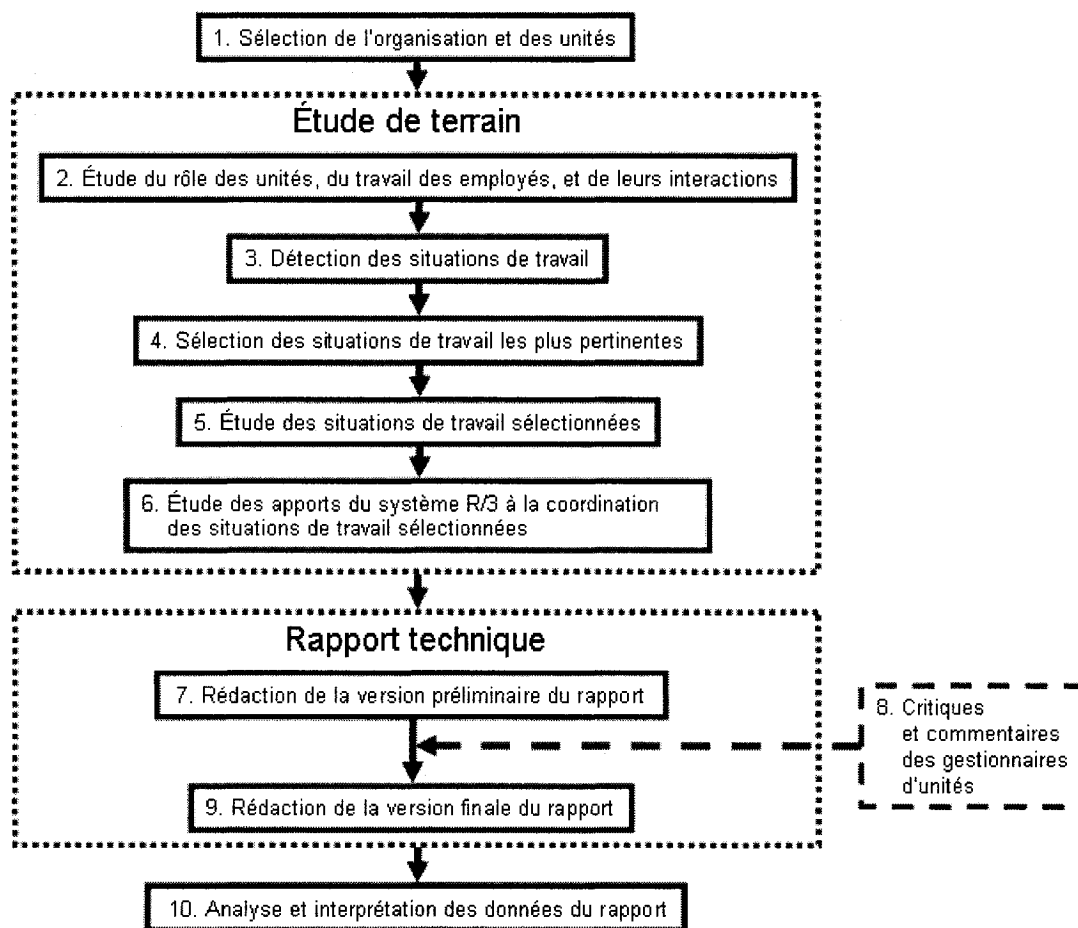 1. Sélection de l'organisation et des unités
Étude de terrain
2. Étude du rôle des unités, du travail des employés, et de leurs interactions
3. Détection des situations de travail
4. Sélection des situations de travail les plus pertinentes
5. Étude des situations de travail sélectionnées
6. Étude des apports du système R/3 à la coordination
des situations de travail sélectionnées
Rapport technique
7. Rédaction de la version préliminaire du rapport
8. Critiques
et commentaires
des gestionnaires
d'unités
9. Rédaction de la version finale du rapport
10. Analyse et interprétation des données du rapport